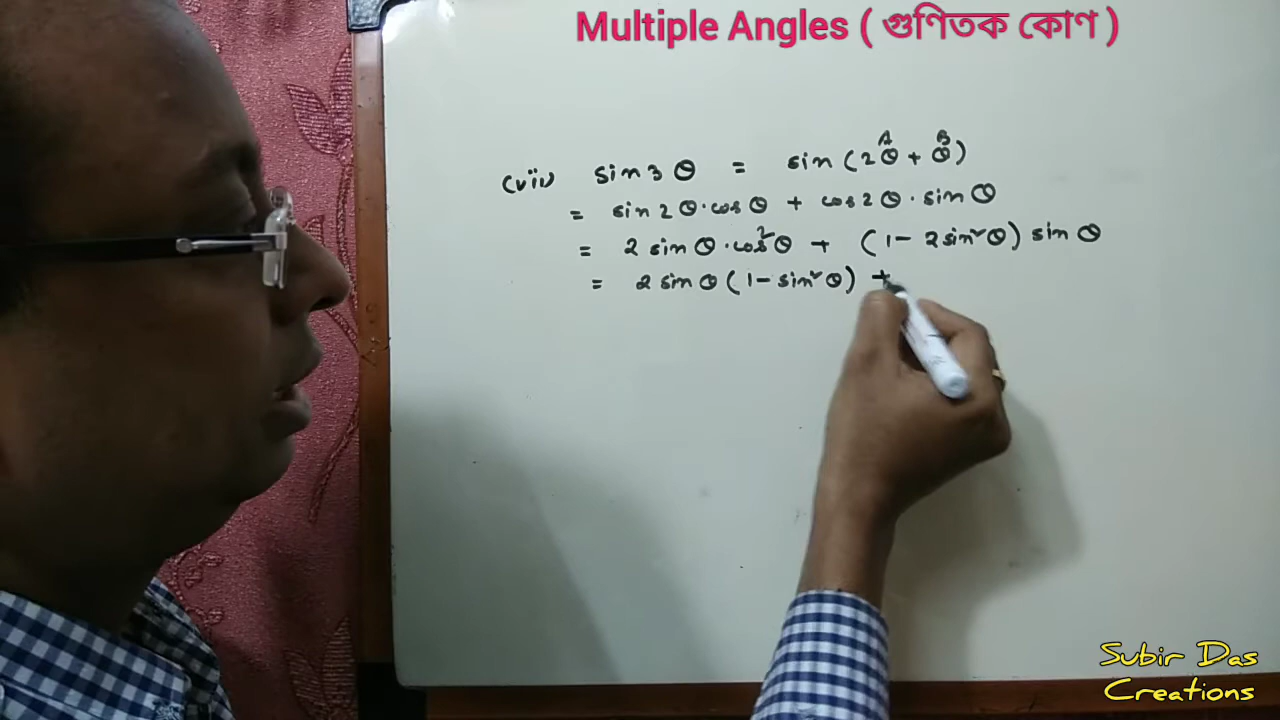 Multiple Angles ( গুণিতক কোণ )
A B
(vii) sin 3θ = sin (2θ + θ)
= sin 2θ · cos θ + cos 2θ · sin θ
= 2 sin θ · cos²θ + (1 - 2 sin²θ) sin θ
= 2 sin θ (1 - sin²θ) +
Subir Das
Creations